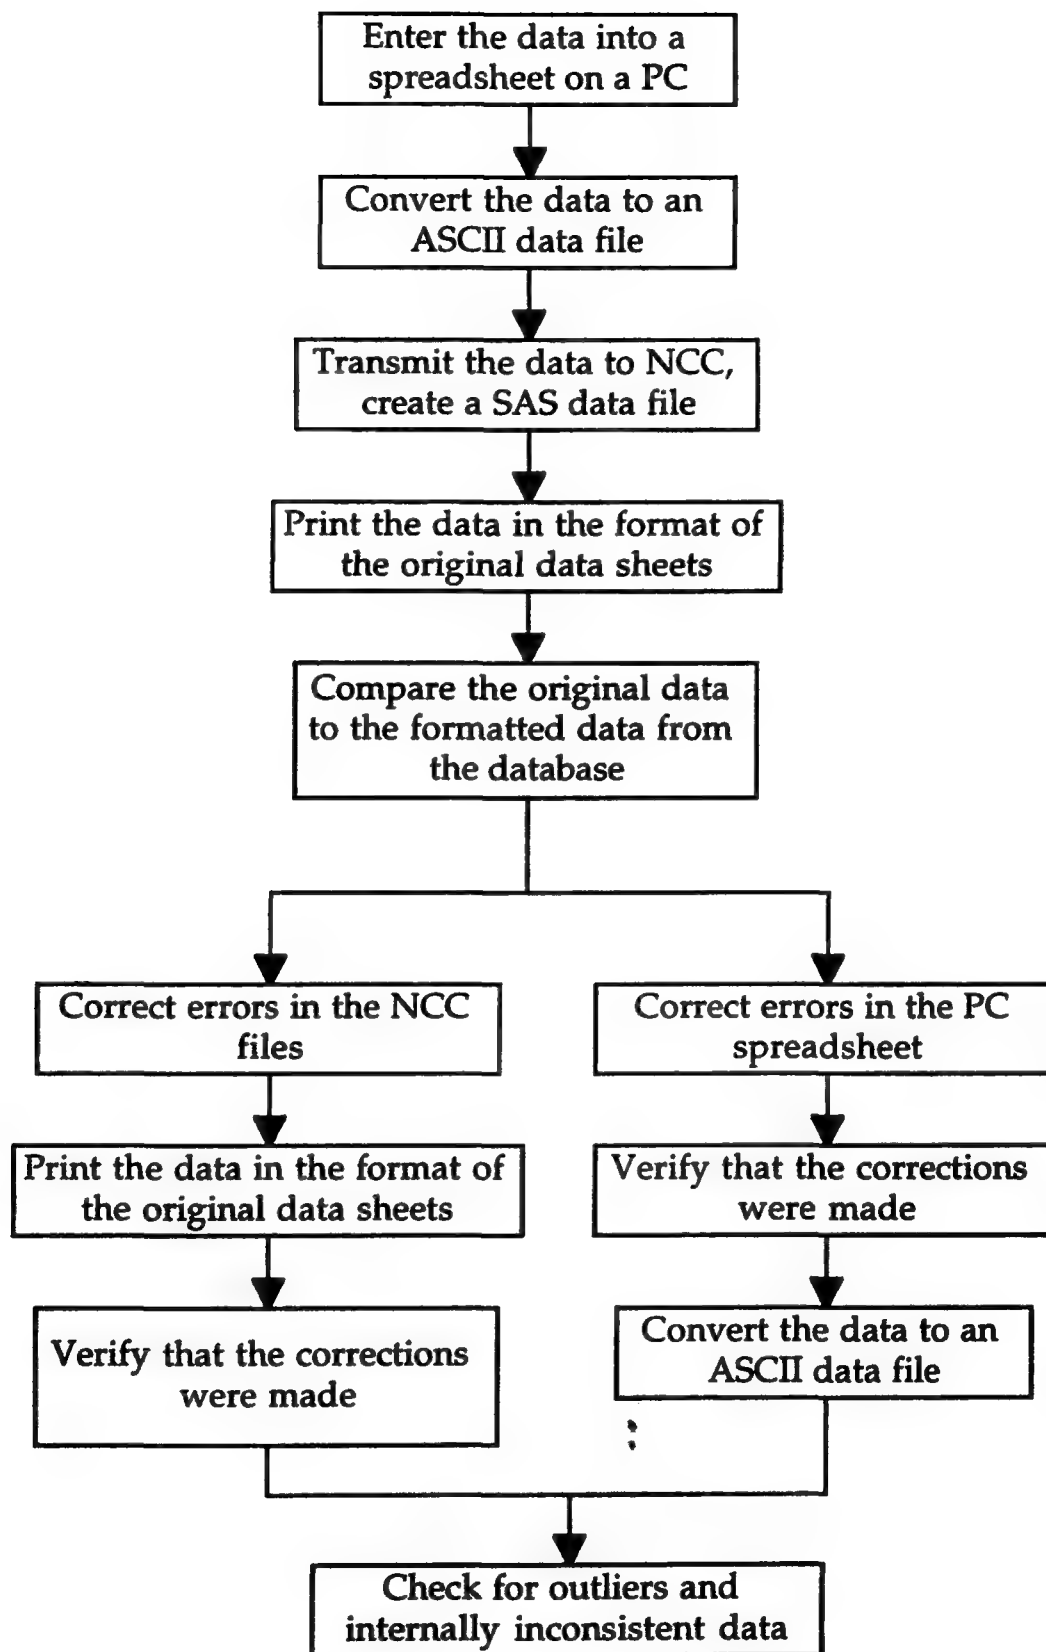 Enter the data into a
spreadsheet on a PC
Convert the data to an
ASCII data file
Transmit the data to NCC,
create a SAS data file
Print the data in the format of
the original data sheets
Compare the original data
to the formatted data from
the database
Correct errors in the NCC
files
Print the data in the format of
the original data sheets
Verify that the corrections
were made
Correct errors in the PC
spreadsheet
Verify that the corrections
were made
Convert the data to an
ASCII data file
Check for outliers and
internally inconsistent data